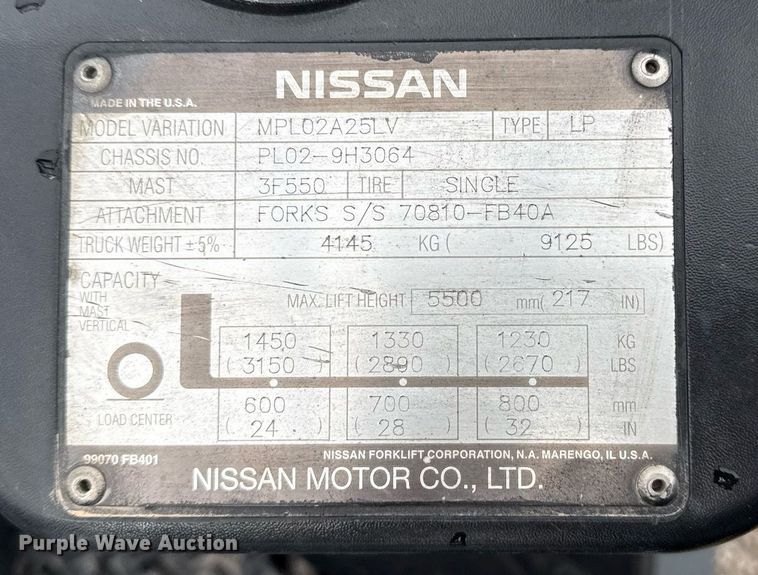 NISSAN
MADE IN THE U.S.A.
MODEL VARIATION MPL02A25LV TYPE LP
CHASSIS NO. PL02-9H3064
MAST 3F550 TIRE SINGLE
ATTACHMENT FORKS S/S 70810-FB40A
TRUCK WEIGHT ±5% 4145 KG ( 9125 LBS)
CAPACITY
WITH
MAST
VERTICAL
MAX. LIFT HEIGHT 5500 mm( 217 IN)
1450 1330 1230 KG
(3150) (2890) (2670) LBS
600 700 800 mm
(24) (28) (32) IN
LOAD CENTER
99070 FB401
NISSAN FORKLIFT CORPORATION, N.A. MARENGO, IL U.S.A.
NISSAN MOTOR CO., LTD.
Purple Wave Auction